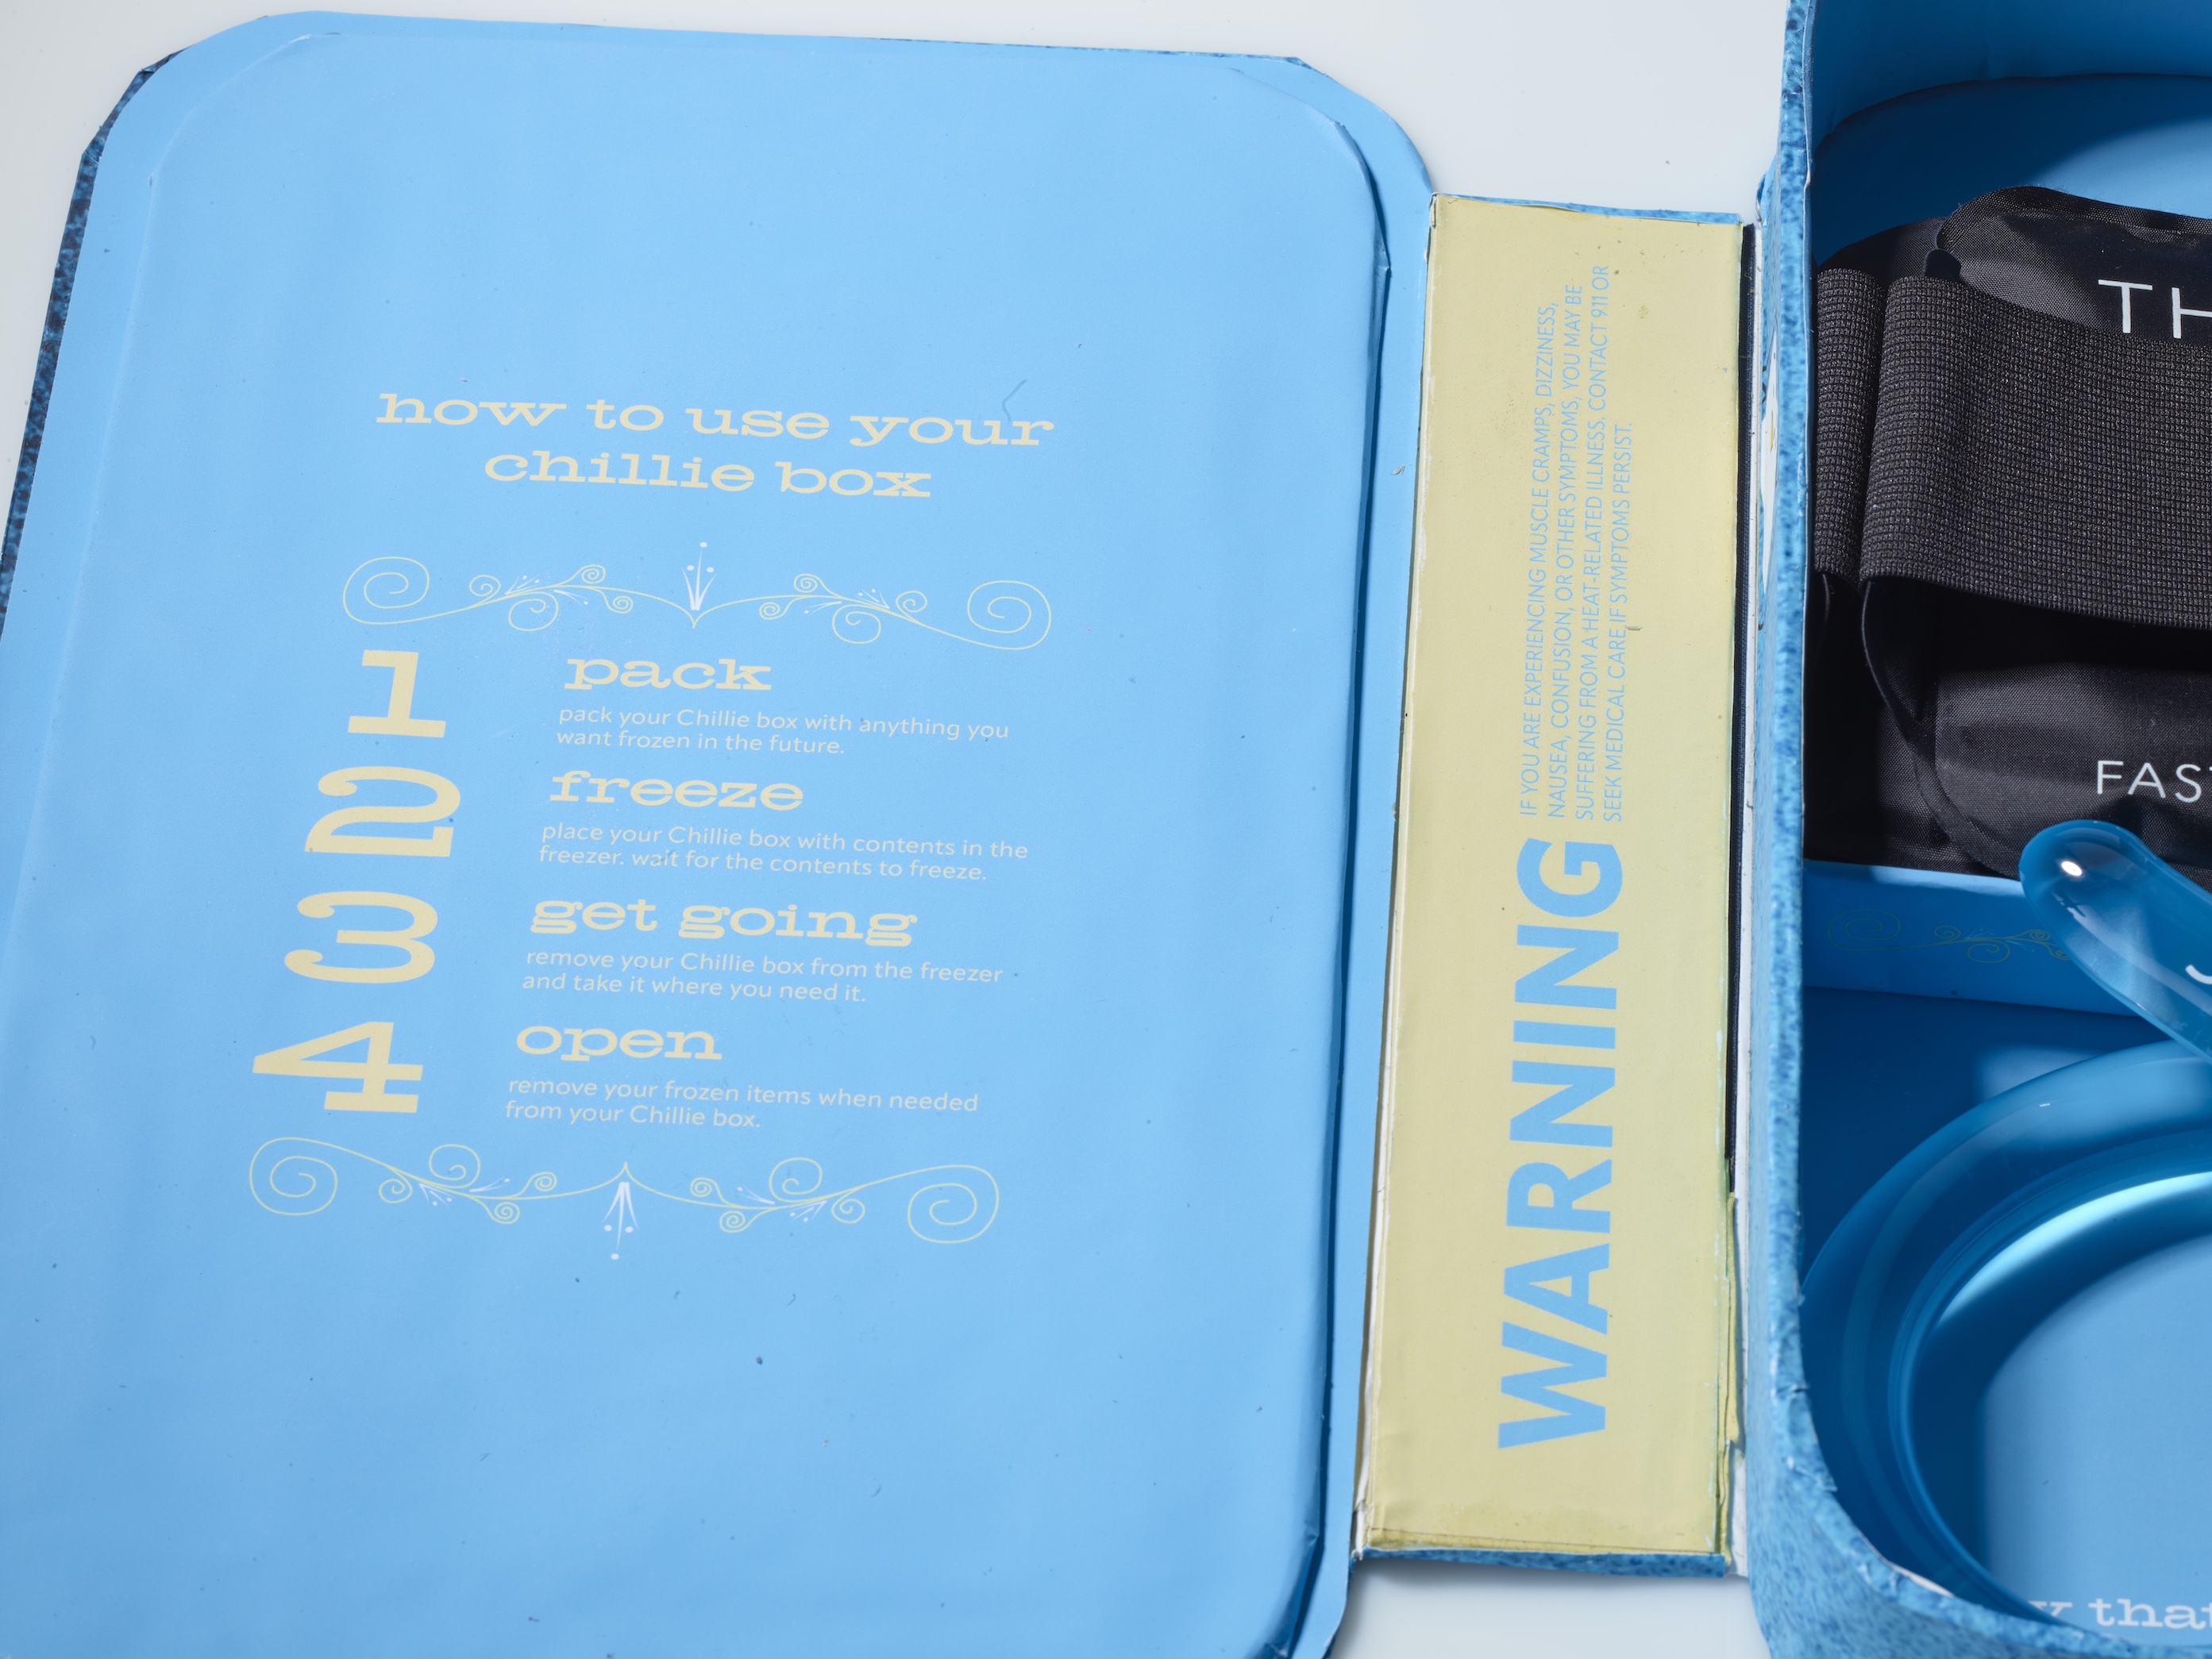 how to use your
chillie box
1
pack
pack your Chillie box with anything you
want frozen in the future.
2
freeze
place your Chillie box with contents in the
freezer. wait for the contents to freeze.
3
get going
remove your Chillie box from the freezer
and take it where you need it.
4
open
remove your frozen items when needed
from your Chillie box.
WARNING
IF YOU ARE EXPERIENCING MUSCLE CRAMPS, DIZZINESS,
NAUSEA, CONFUSION, OR OTHER SYMPTOMS, YOU MAY BE
SUFFERING FROM A HEAT-RELATED ILLNESS. CONTACT 911 OR
SEEK MEDICAL CARE IF SYMPTOMS PERSIST.
TH
FAS
that